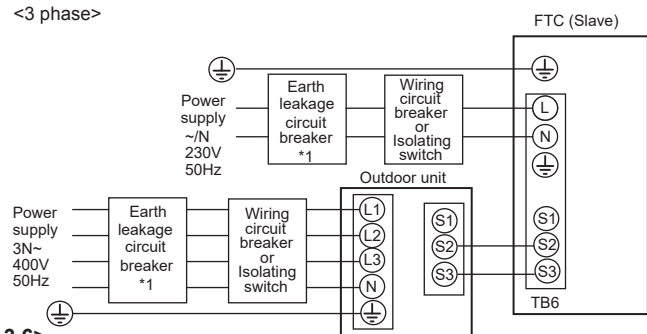 <3 phase>
FTC (Slave)
Power
supply
~/N
230V
50Hz
Earth
leakage
circuit
breaker
*1
Wiring
circuit
breaker
or
Isolating
switch
L
N
S1
S2
S3
TB6
Outdoor unit
Power
supply
3N~
400V
50Hz
Earth
leakage
circuit
breaker
*1
Wiring
circuit
breaker
or
Isolating
switch
L1
L2
L3
N
S1
S2
S3